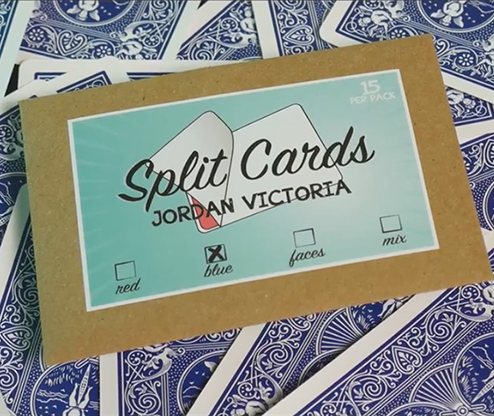 15
PER PACK
Split Cards
JORDAN VICTORIA
red
blue
faces
mix